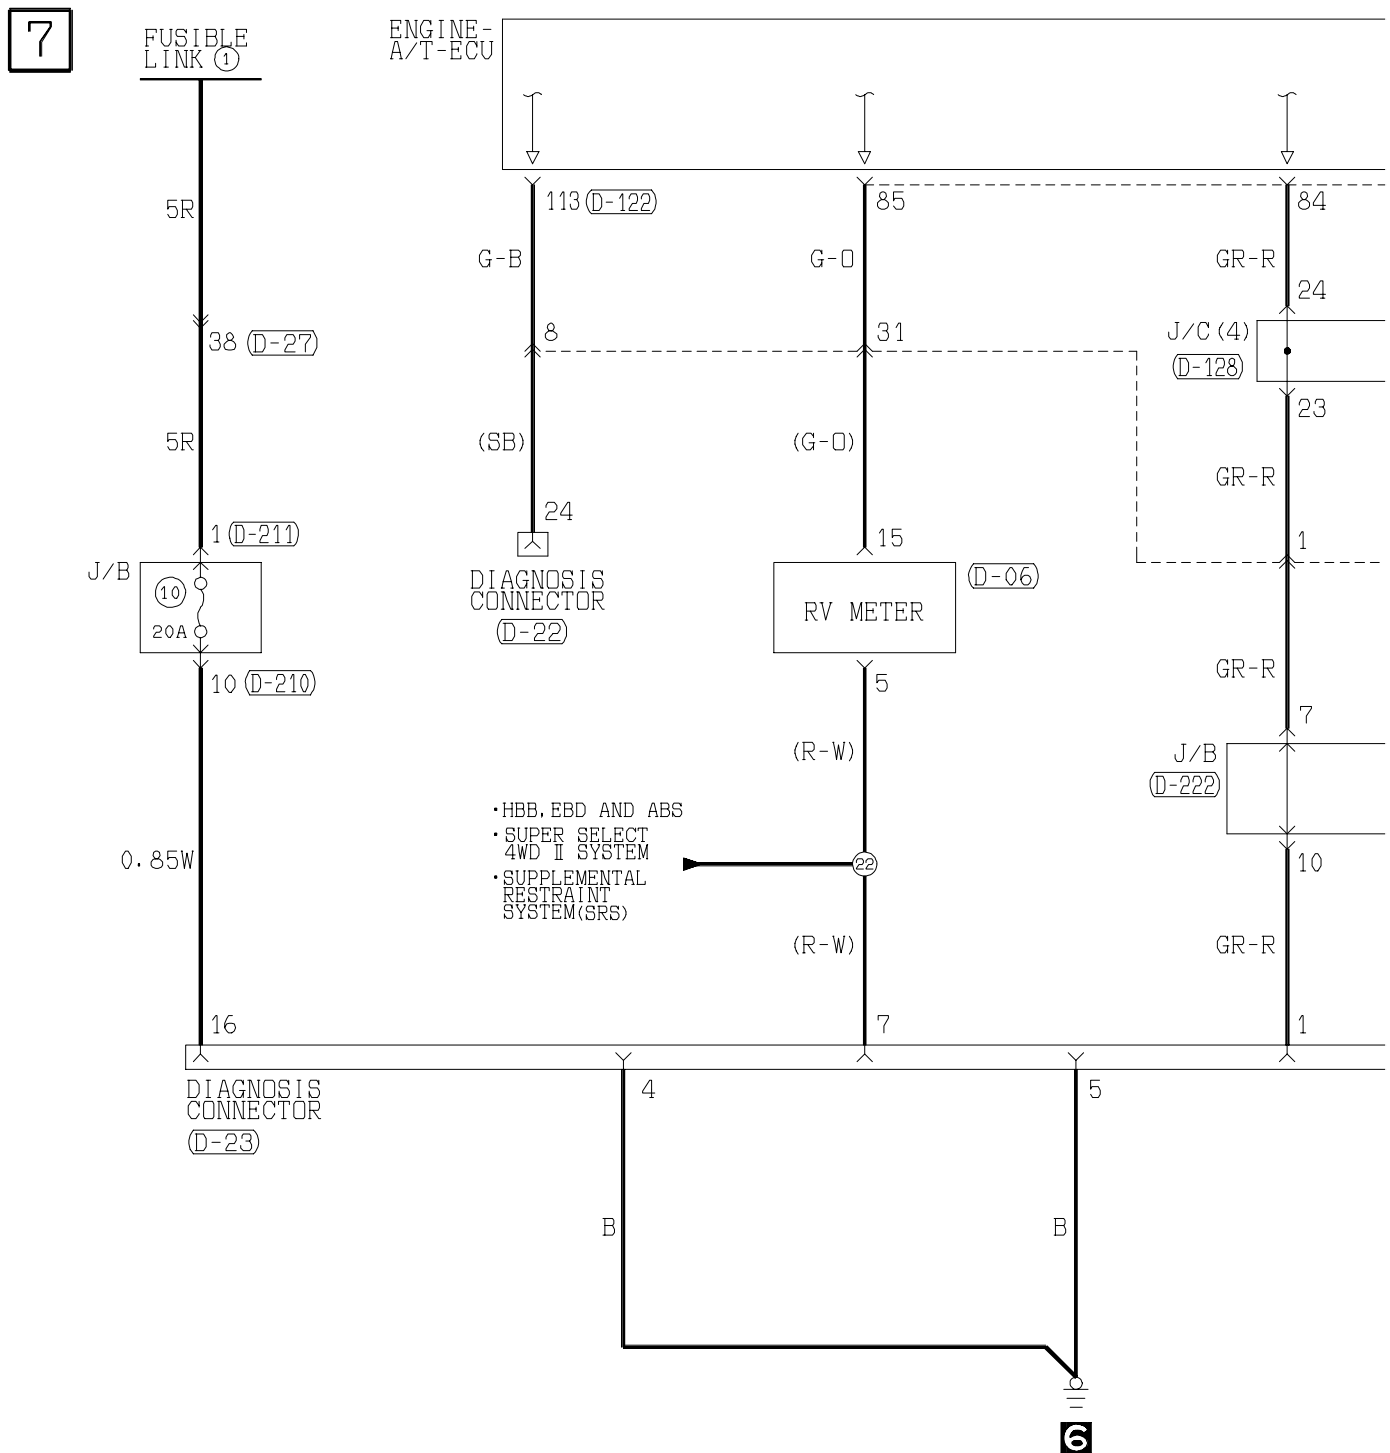 7
FUSIBLE
LINK ①
ENGINE-
A/T-ECU
113 (D-122)
85
84
5R
G-B
G-O
GR-R
24
38 (D-27)
8
31
J/C(4)
(D-128)
23
5R
(SB)
(G-O)
GR-R
24
1 (D-211)
15
1
J/B
⑩
20A
DIAGNOSIS
CONNECTOR
(D-22)
RV METER
(D-06)
10 (D-210)
5
GR-R
7
(R-W)
J/B
(D-222)
·HBB,EBD AND ABS
·SUPER SELECT
4WD Ⅱ SYSTEM
·SUPPLEMENTAL
RESTRAINT
SYSTEM(SRS)
㉒
0.85W
10
(R-W)
GR-R
16
7
1
DIAGNOSIS
CONNECTOR
(D-23)
4
5
B
B
6